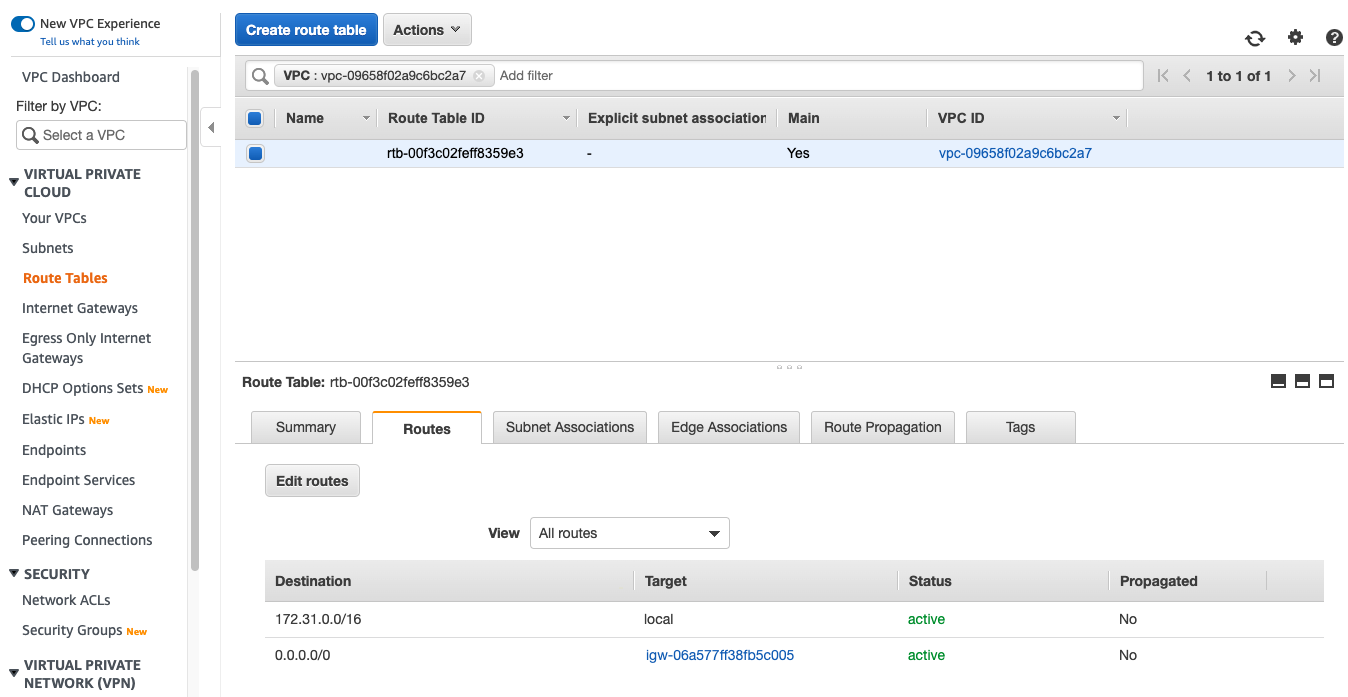 New VPC Experience
Tell us what you think
VPC Dashboard
Filter by VPC:
Select a VPC
VIRTUAL PRIVATE
CLOUD
Your VPCs
Subnets
Route Tables
Internet Gateways
Egress Only Internet
Gateways
DHCP Options Sets New
Elastic IPs New
Endpoints
Endpoint Services
NAT Gateways
Peering Connections
SECURITY
Network ACLs
Security Groups New
VIRTUAL PRIVATE
NETWORK (VPN)
Create route table Actions
VPC : vpc-09658f02a9c6bc2a7 Add filter 1 to 1 of 1
Name Route Table ID Explicit subnet association Main VPC ID
rtb-00f3c02feff8359e3 - Yes vpc-09658f02a9c6bc2a7
Route Table: rtb-00f3c02feff8359e3
Summary Routes Subnet Associations Edge Associations Route Propagation Tags
Edit routes
View All routes
Destination Target Status Propagated
172.31.0.0/16 local active No
0.0.0.0/0 igw-06a577ff38fb5c005 active No